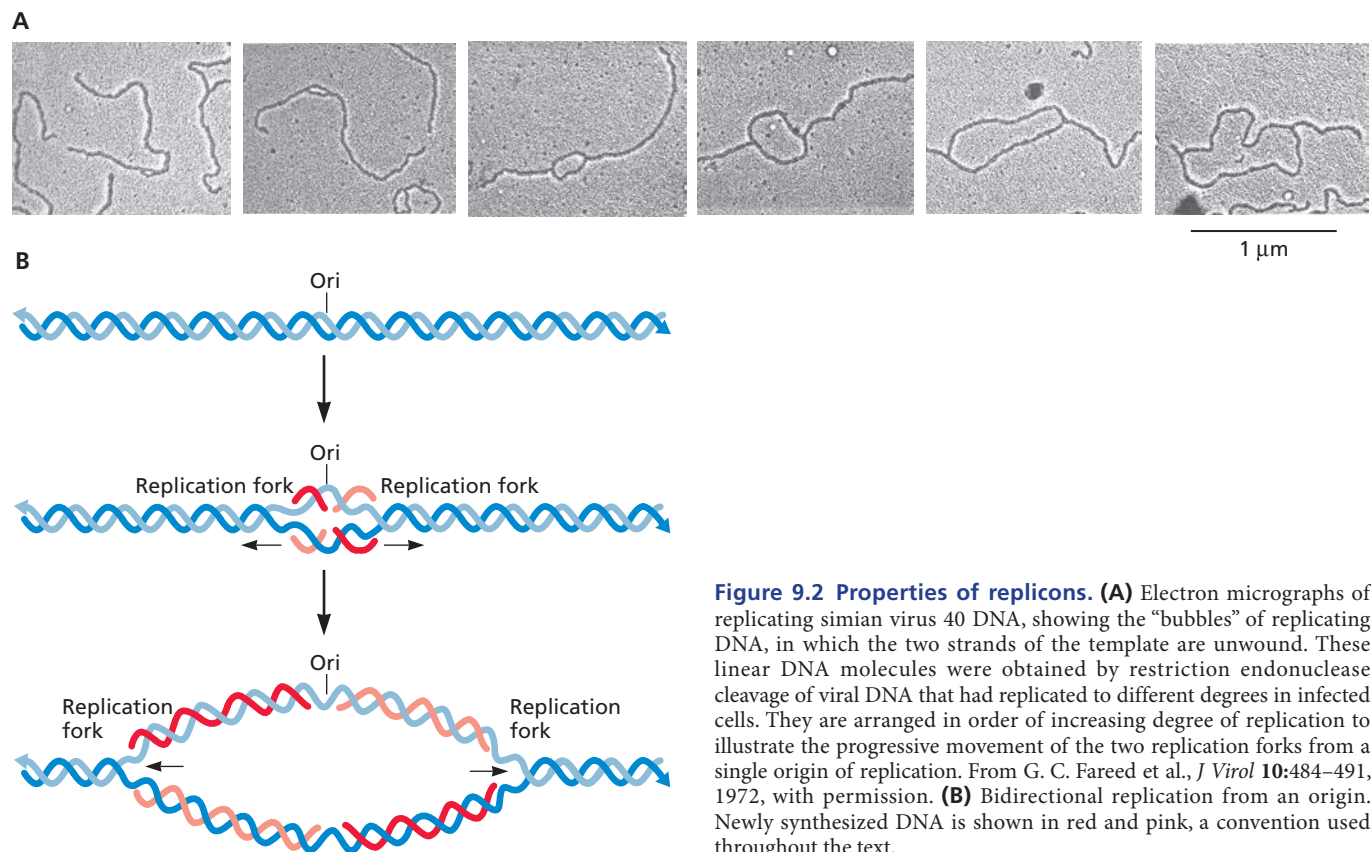 A
1 μm
B
Ori
Ori
Replication fork
Replication fork
Ori
Replication
fork
Replication
fork
Figure 9.2 Properties of replicons. (A) Electron micrographs of
replicating simian virus 40 DNA, showing the “bubbles” of replicating
DNA, in which the two strands of the template are unwound. These
linear DNA molecules were obtained by restriction endonuclease
cleavage of viral DNA that had replicated to different degrees in infected
cells. They are arranged in order of increasing degree of replication to
illustrate the progressive movement of the two replication forks from a
single origin of replication. From G. C. Fareed et al., J Virol 10:484–491,
1972, with permission. (B) Bidirectional replication from an origin.
Newly synthesized DNA is shown in red and pink, a convention used
throughout the text.